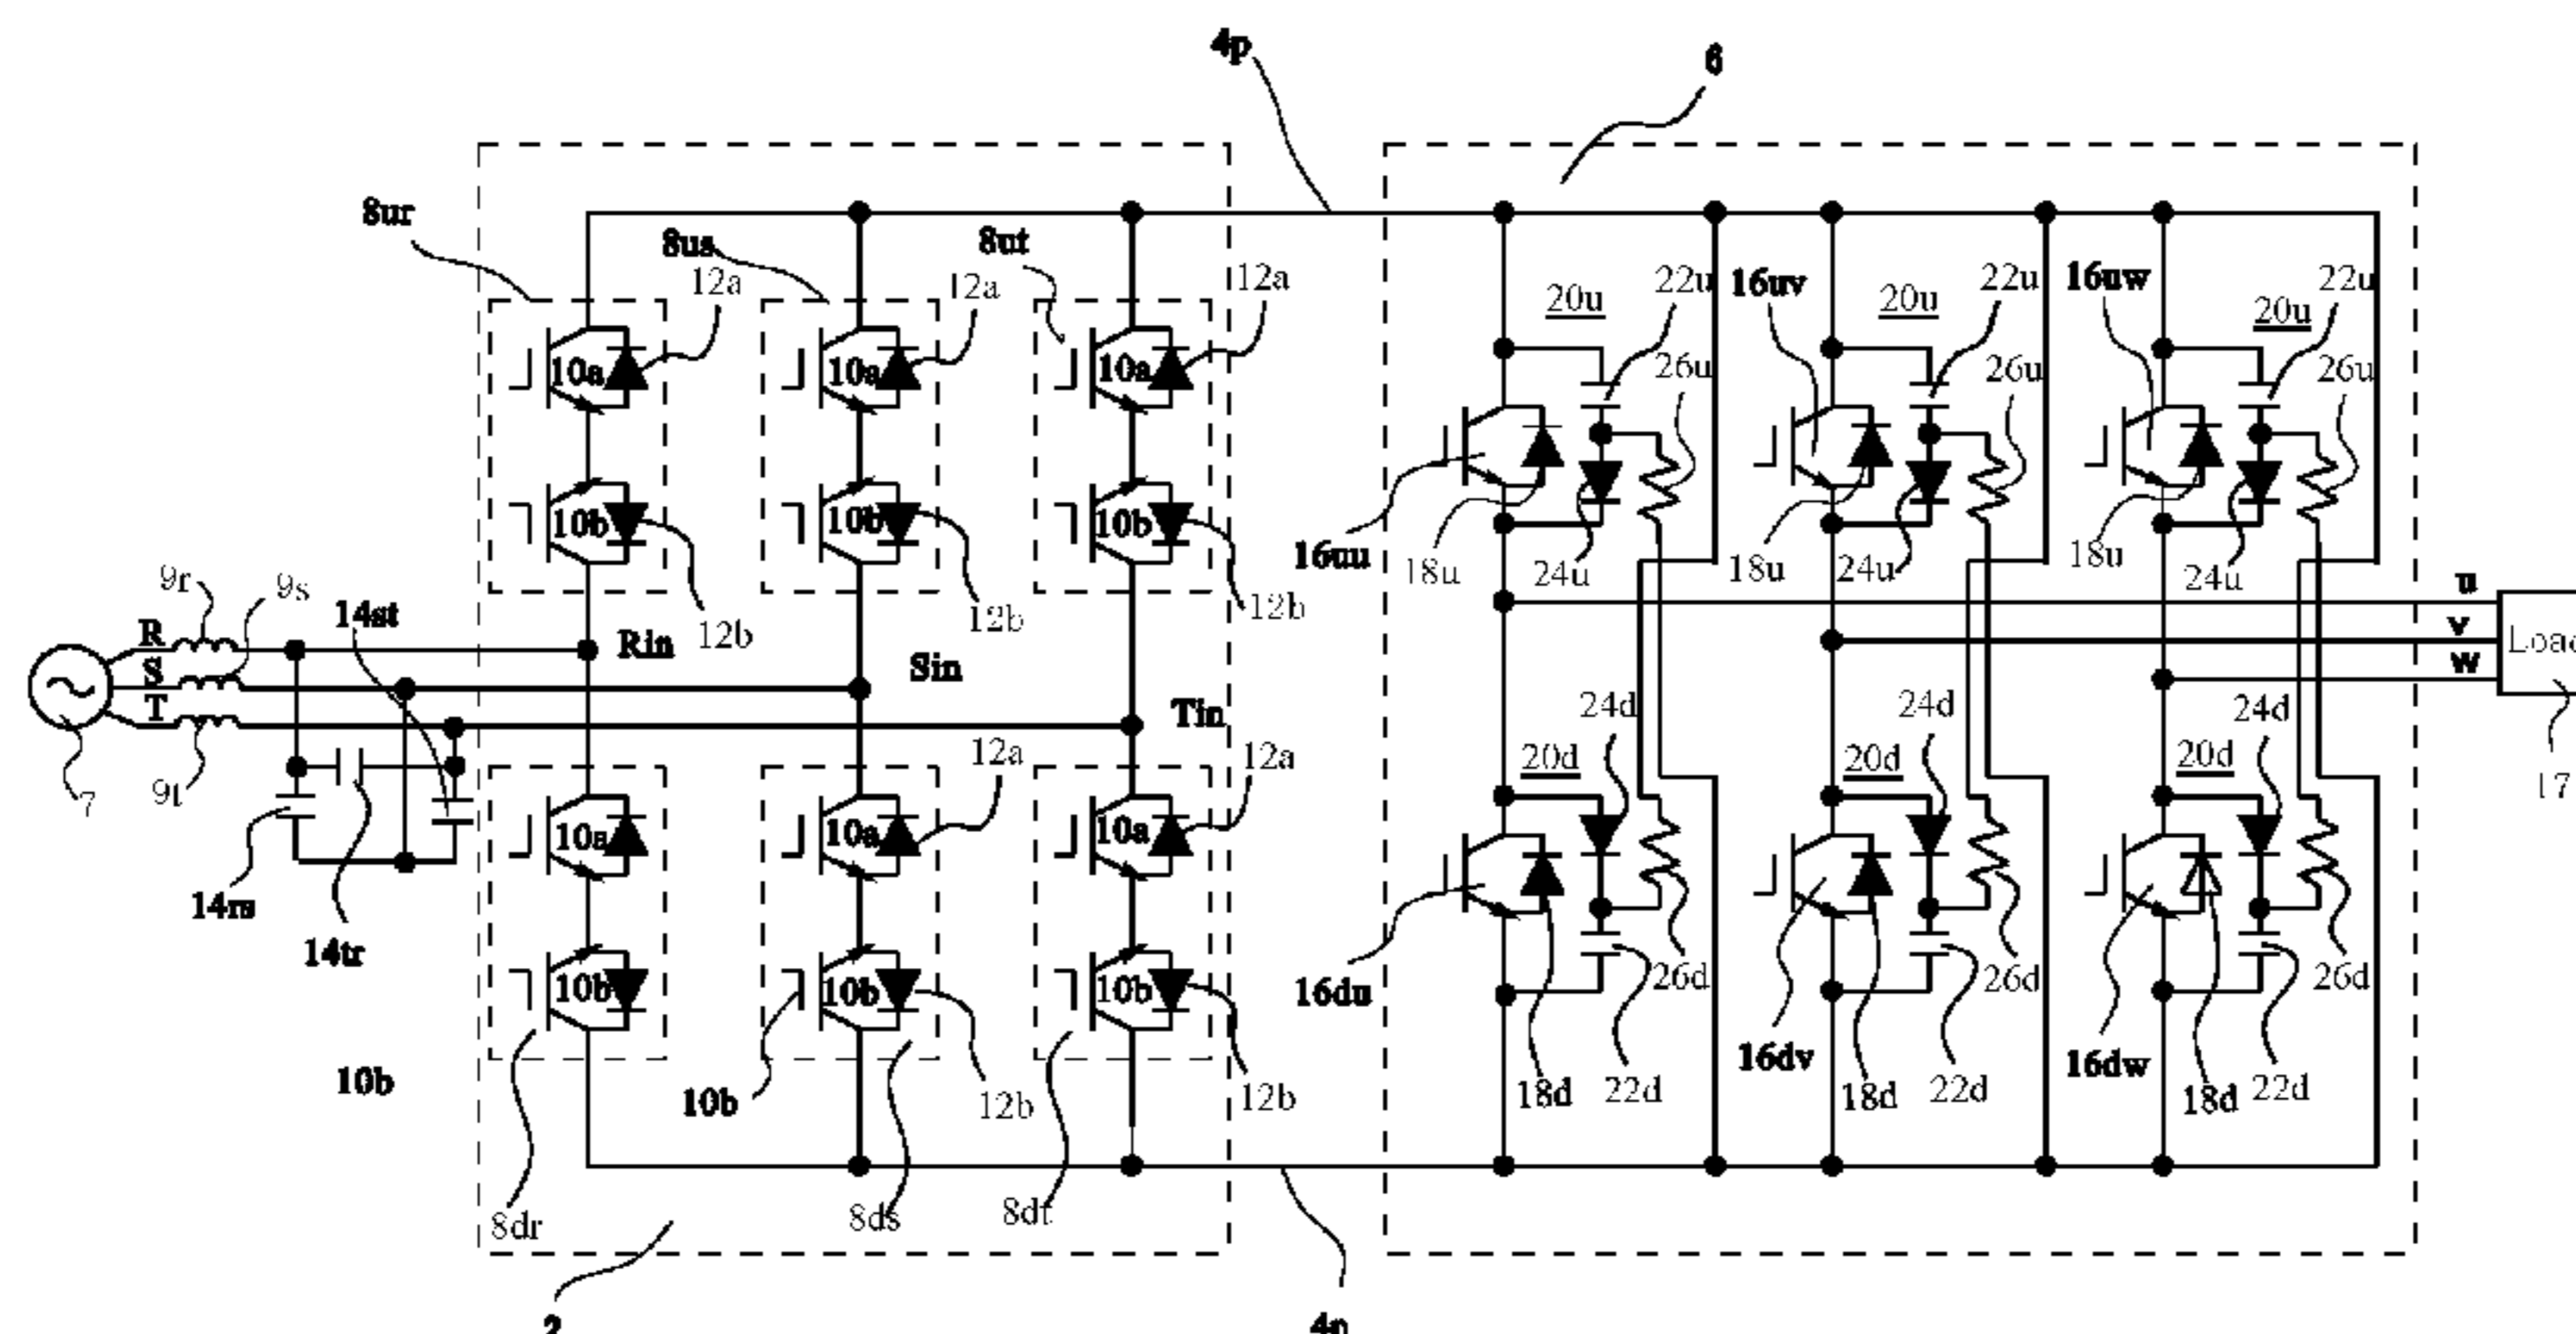 4p
6
8ur
8us
8ut
12a
12a
12a
20u
22u
16uv
20u
22u
16uw
20u
22u
26u
26u
26u
10a
10a
10a
10b
10b
10b
16uu
18u
24u
18u
24u
18u
24u
12b
12b
12b
9r
9s
14st
R
S
T
Rin
Sin
Tin
u
v
w
Load
7
9t
14rs
14tr
12a
12a
24d
24d
24d
20d
20d
20d
17
10a
10a
10a
10b
10b
10b
16du
26d
26d
26d
16dv
16dw
18d
22d
18d
22d
18d
22d
10b
10b
12b
12b
8dr
8ds
8dt
2